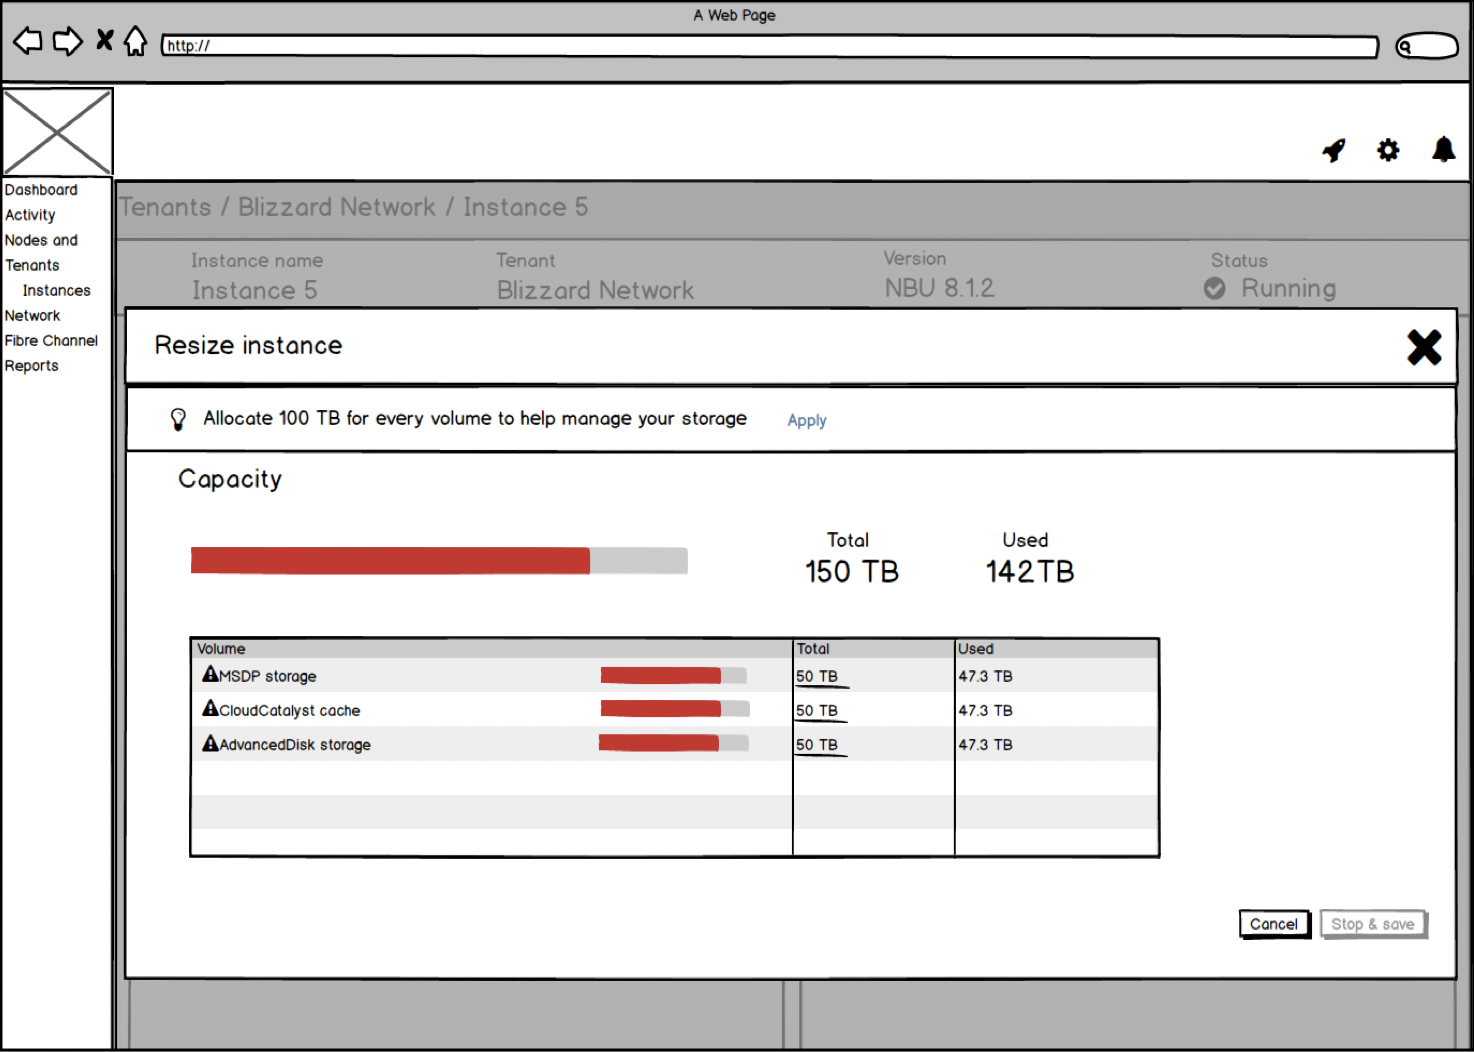 A Web Page
http://
Dashboard
Activity
Nodes and
Tenants
Instances
Network
Fibre Channel
Reports
Tenants / Blizzard Network / Instance 5
Instance name Tenant Version Status
Instance 5 Blizzard Network NBU 8.1.2 Running
Resize instance
Allocate 100 TB for every volume to help manage your storage Apply
Capacity
Total Used
150 TB 142TB
Volume Total Used
MSDP storage 50 TB 47.3 TB
CloudCatalyst cache 50 TB 47.3 TB
AdvancedDisk storage 50 TB 47.3 TB
Cancel Stop & save